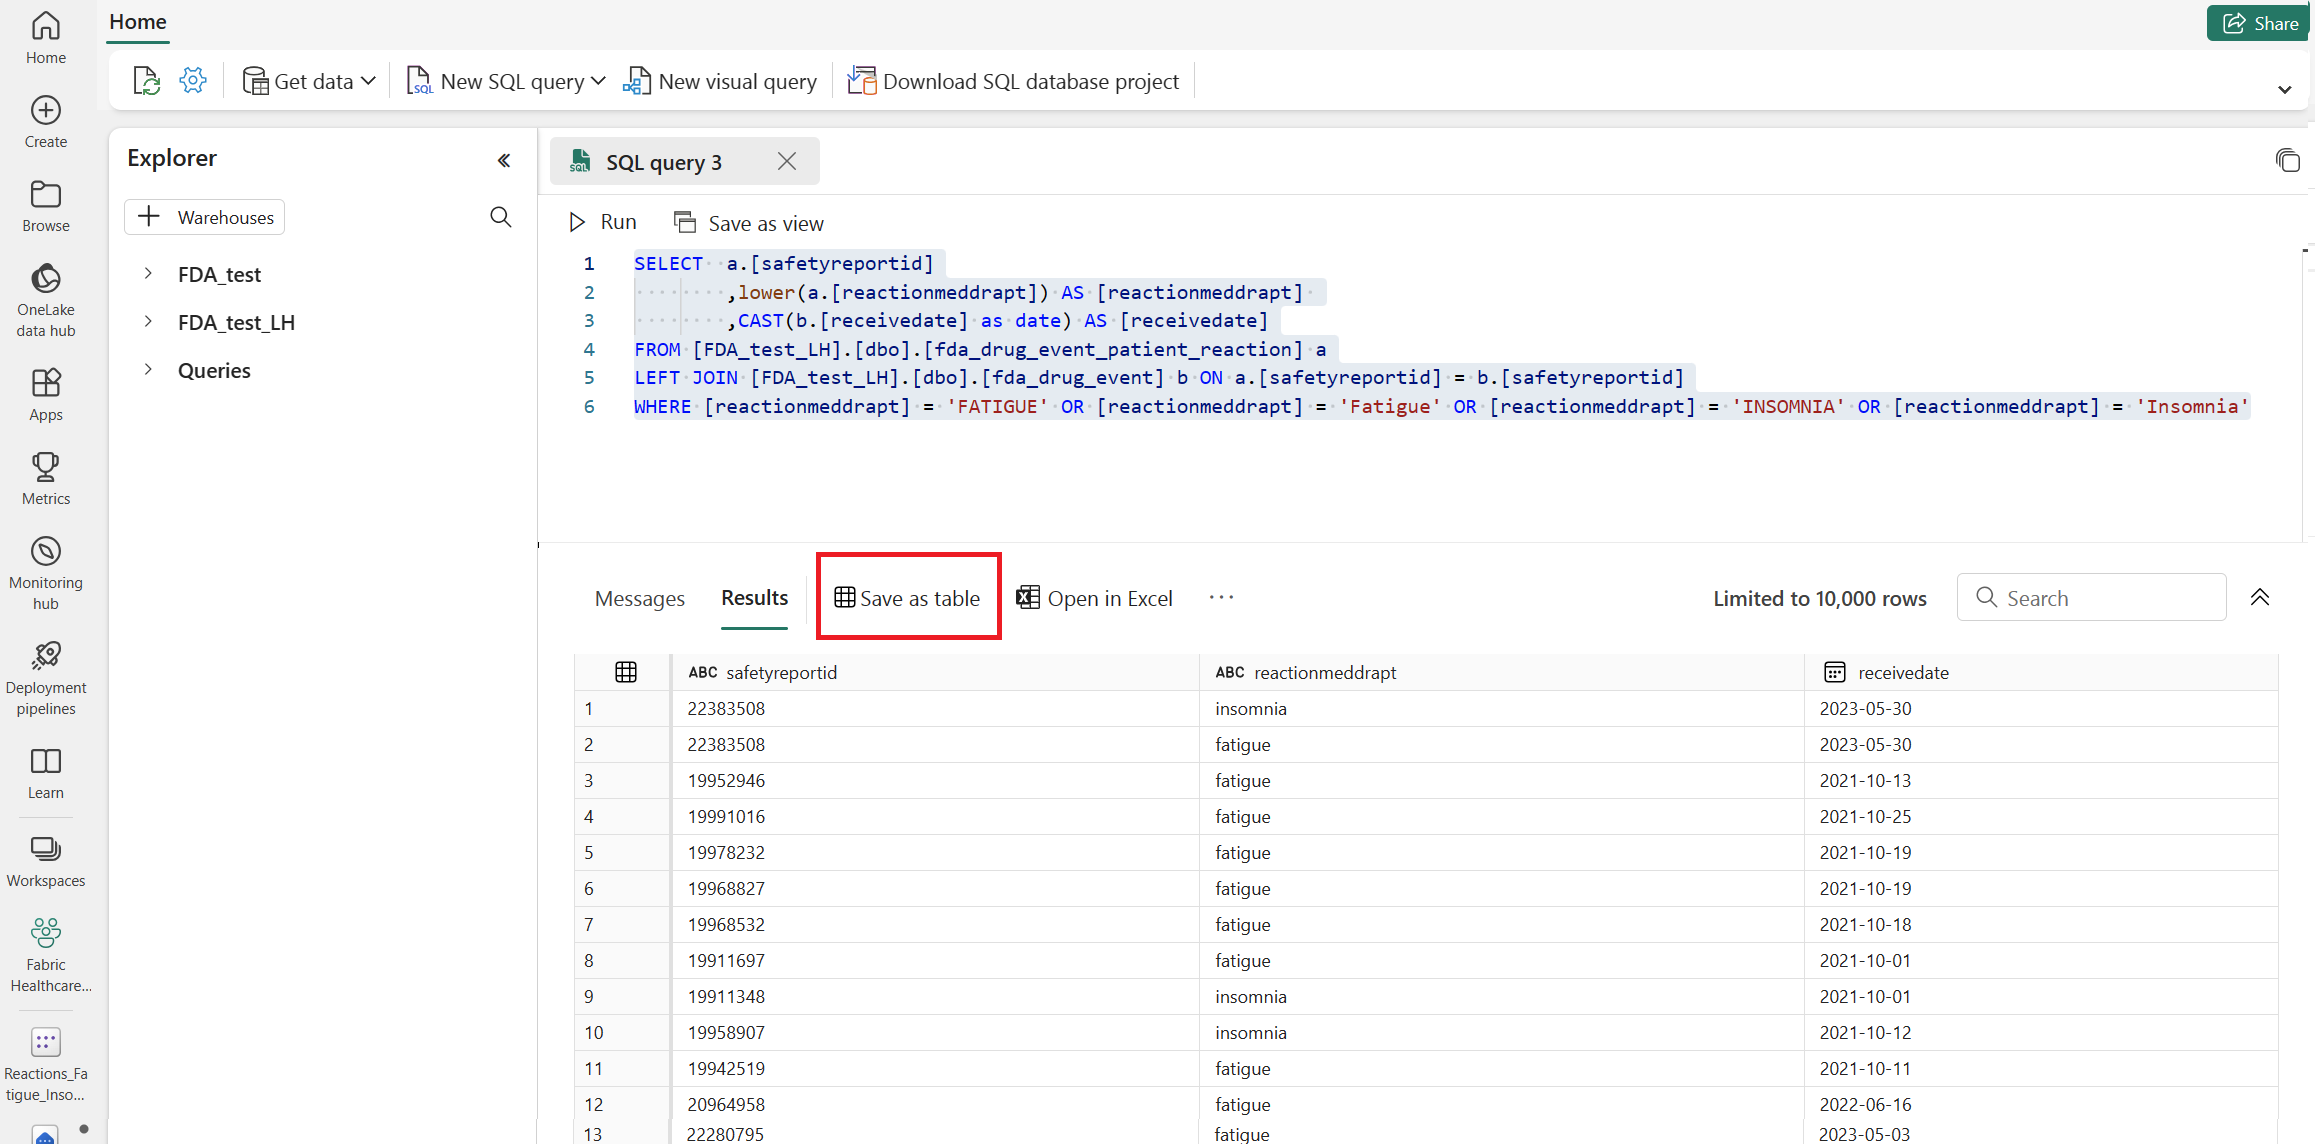 Home
Share
Get data
New SQL query
New visual query
Download SQL database project
Home
Create
Browse
OneLake
data hub
Apps
Metrics
Monitoring
hub
Deployment
pipelines
Learn
Workspaces
Fabric
Healthcare...
Reactions_Fa
tigue_Inso...
Explorer
Warehouses
FDA_test
FDA_test_LH
Queries
SQL query 3
Run
Save as view
1 SELECT a.[safetyreportid]
2 ,lower(a.[reactionmeddrapt]) AS [reactionmeddrapt]
3 ,CAST(b.[receivedate] as date) AS [receivedate]
4 FROM [FDA_test_LH].[dbo].[fda_drug_event_patient_reaction] a
5 LEFT JOIN [FDA_test_LH].[dbo].[fda_drug_event] b ON a.[safetyreportid] = b.[safetyreportid]
6 WHERE [reactionmeddrapt] = 'FATIGUE' OR [reactionmeddrapt] = 'Fatigue' OR [reactionmeddrapt] = 'INSOMNIA' OR [reactionmeddrapt] = 'Insomnia'
Messages Results Save as table Open in Excel ... Limited to 10,000 rows Search
ABC safetyreportid ABC reactionmeddrapt receivedate
1 22383508 insomnia 2023-05-30
2 22383508 fatigue 2023-05-30
3 19952946 fatigue 2021-10-13
4 19991016 fatigue 2021-10-25
5 19978232 fatigue 2021-10-19
6 19968827 fatigue 2021-10-19
7 19968532 fatigue 2021-10-18
8 19911697 fatigue 2021-10-01
9 19911348 insomnia 2021-10-01
10 19958907 insomnia 2021-10-12
11 19942519 fatigue 2021-10-11
12 20964958 fatigue 2022-06-16
13 22280795 fatigue 2023-05-03